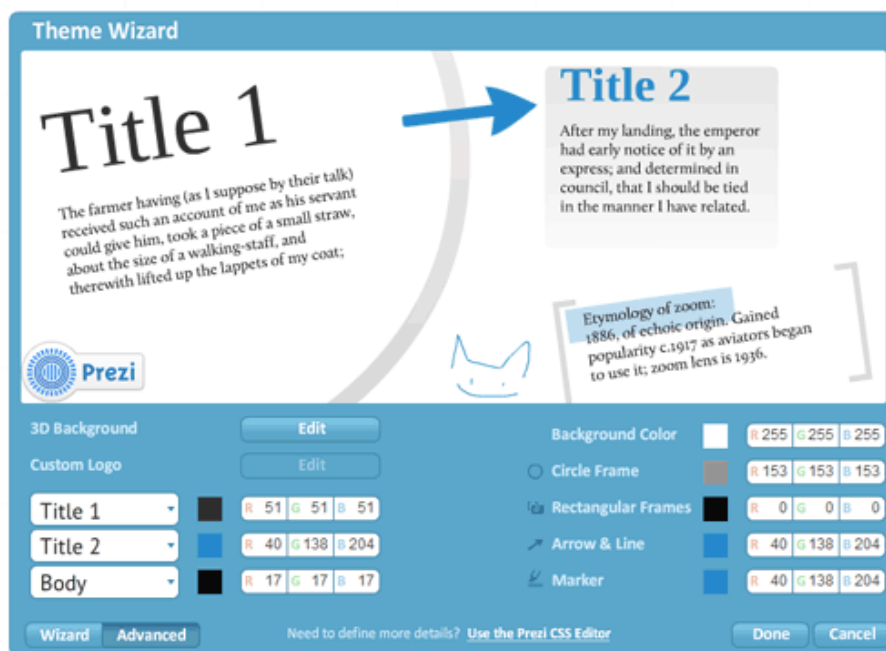 Theme Wizard
Title 1
The farmer having (as I suppose by their talk)
received such an account of me as his servant
could give him, took a piece of a small straw,
about the size of a walking-staff, and
therewith lifted up the lappets of my coat;
Title 2
After my landing, the emperor
had early notice of it by an
express; and determined in
council, that I should be tied
in the manner I have related.
Etymology of zoom:
1886, of echoic origin. Gained
popularity c.1917 as aviators began
to use it; zoom lens is 1936.
Prezi
3D Background Edit
Custom Logo Edit
Title 1 R 51 G 51 B 51
Title 2 R 40 G 138 B 204
Body R 17 G 17 B 17
Background Color R 255 G 255 B 255
Circle Frame R 153 G 153 B 153
Rectangular Frames R 0 G 0 B 0
Arrow & Line R 40 G 138 B 204
Marker R 40 G 138 B 204
Wizard Advanced Need to define more details? Use the Prezi CSS Editor Done Cancel